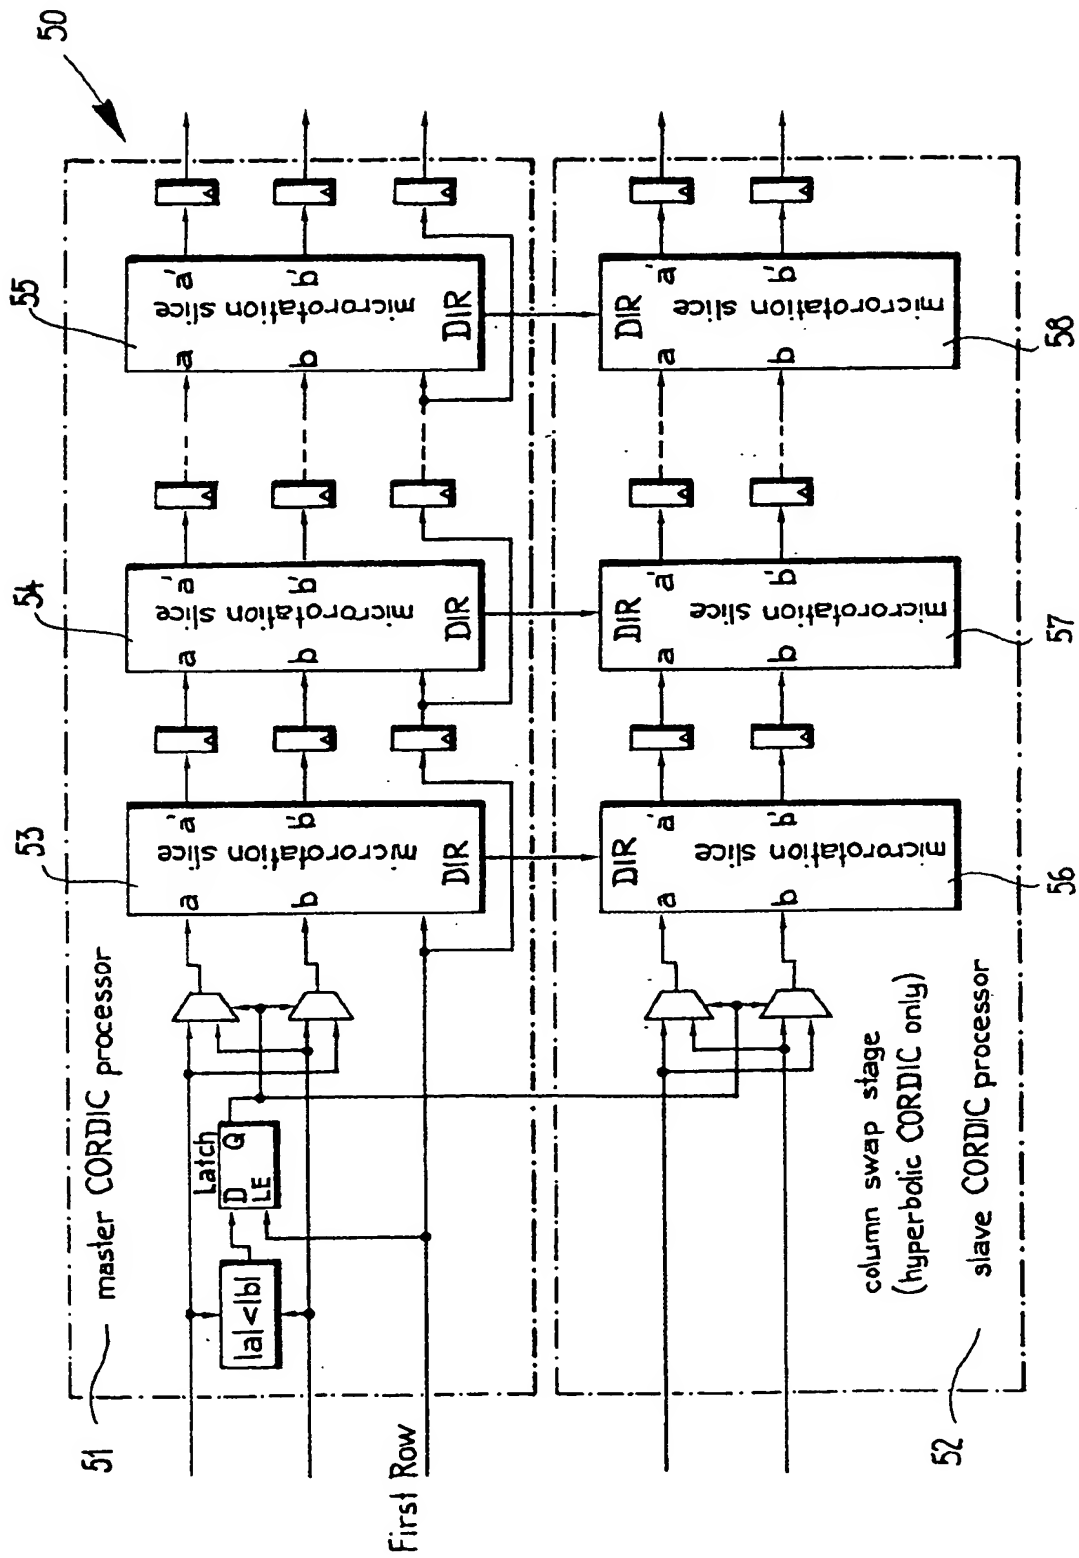 50
51
master CORDIC processor
53
54
55
|a|<|b|
Latch
D
Q
LE
a
a'
b
b'
microrotation slice
DIR
a
a'
b
b'
microrotation slice
DIR
a
a'
b
b'
microrotation slice
DIR
First Row
DIR
a
a'
b
b'
microrotation slice
DIR
a
a'
b
b'
microrotation slice
DIR
a
a'
b
b'
microrotation slice
column swap stage
(hyperbolic CORDIC only)
52
slave CORDIC processor
56
57
58